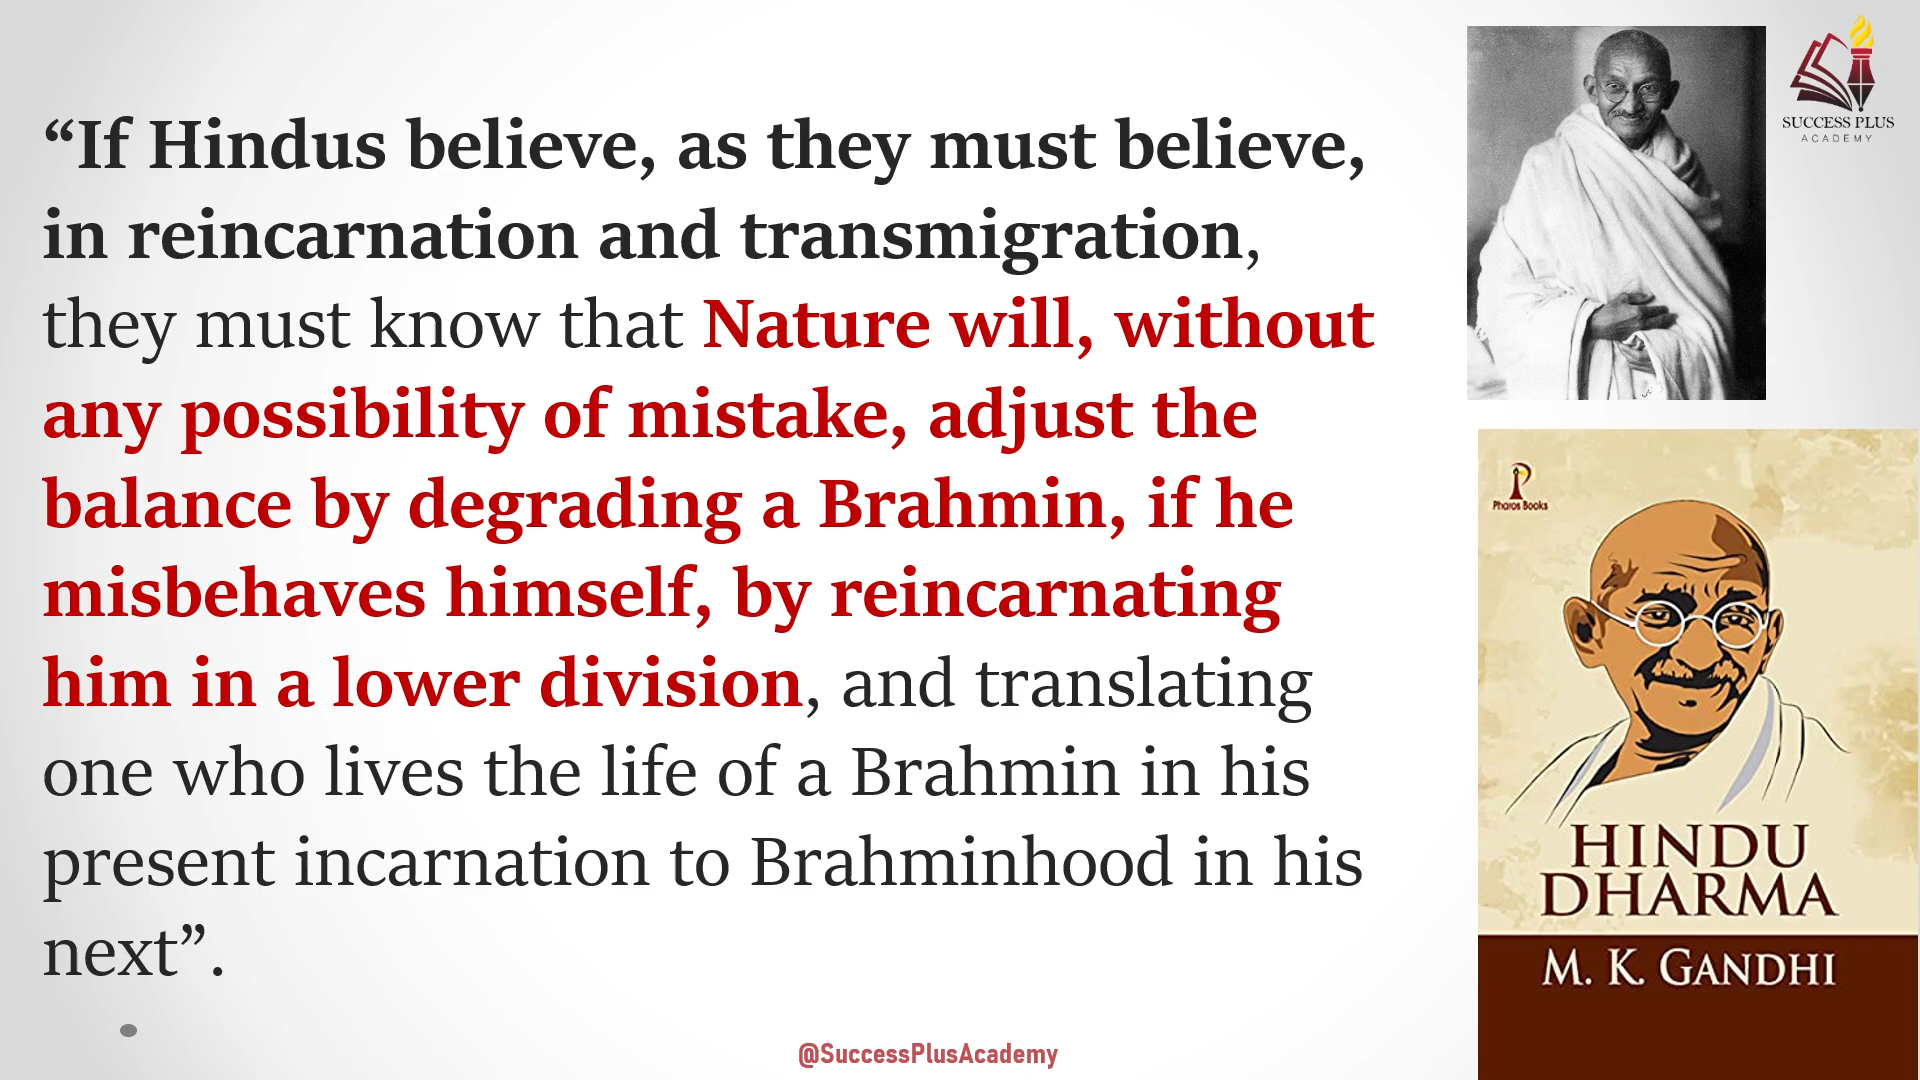 “If Hindus believe, as they must believe,
in reincarnation and transmigration,
they must know that Nature will, without
any possibility of mistake, adjust the
balance by degrading a Brahmin, if he
misbehaves himself, by reincarnating
him in a lower division, and translating
one who lives the life of a Brahmin in his
present incarnation to Brahminhood in his
next”.
SUCCESS PLUS
ACADEMY
Pharos Books
HINDU
DHARMA
M. K. GANDHI
@SuccessPlusAcademy